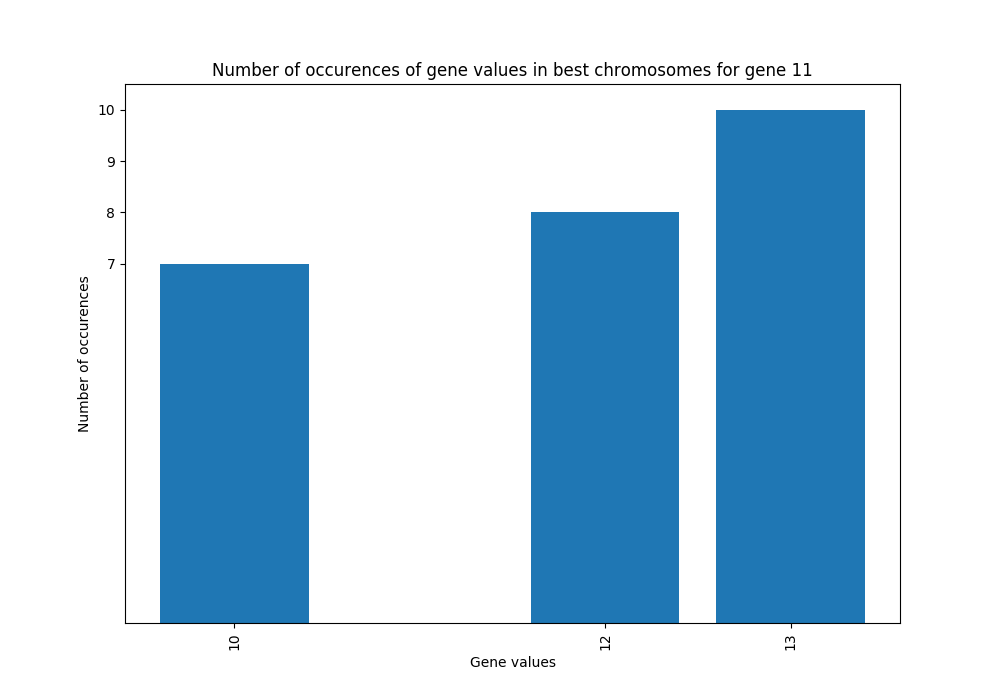 Number of occurences of gene values in best chromosomes for gene 11
10
9
8
7
Number of occurences
10
12
13
Gene values